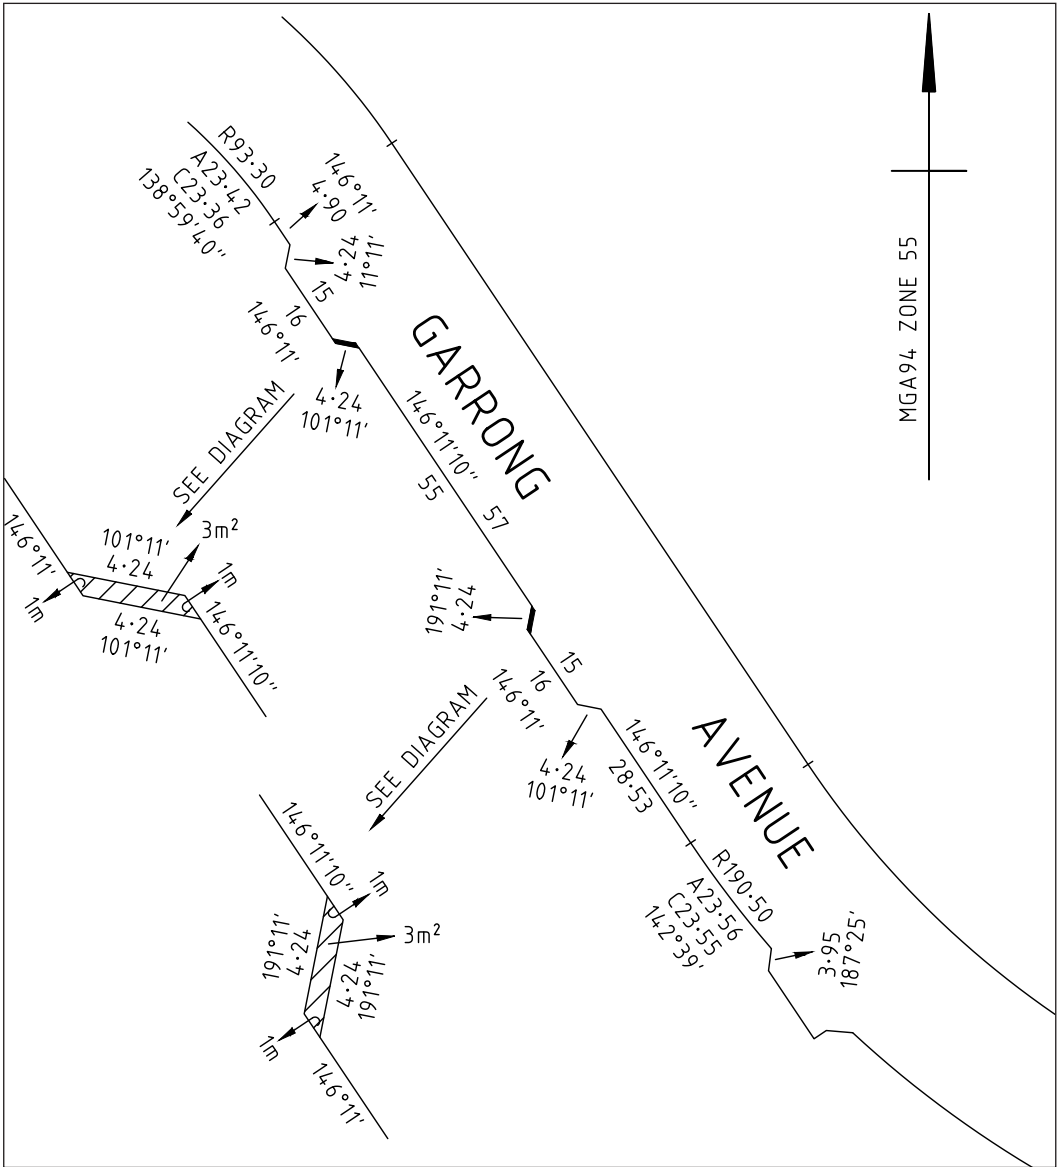 R93·30
A23·42
C23·36
138°59'40"
146°11'
4·90
4·24
11°11'
15
16
146°11'
4·24
101°11'
GARRONG
AVENUE
MGA94 ZONE 55
146°11'10"
55
57
SEE DIAGRAM
146°11'
101°11'
4·24
3m²
1m
1m
4·24
101°11'
146°11'10"
191°11'
4·24
15
16
146°11'
4·24
101°11'
146°11'10"
28·53
SEE DIAGRAM
R190·50
A23·56
C23·55
142°39'
3·95
187°25'
146°11'10"
1m
191°11'
4·24
3m²
4·24
191°11'
1m
146°11'